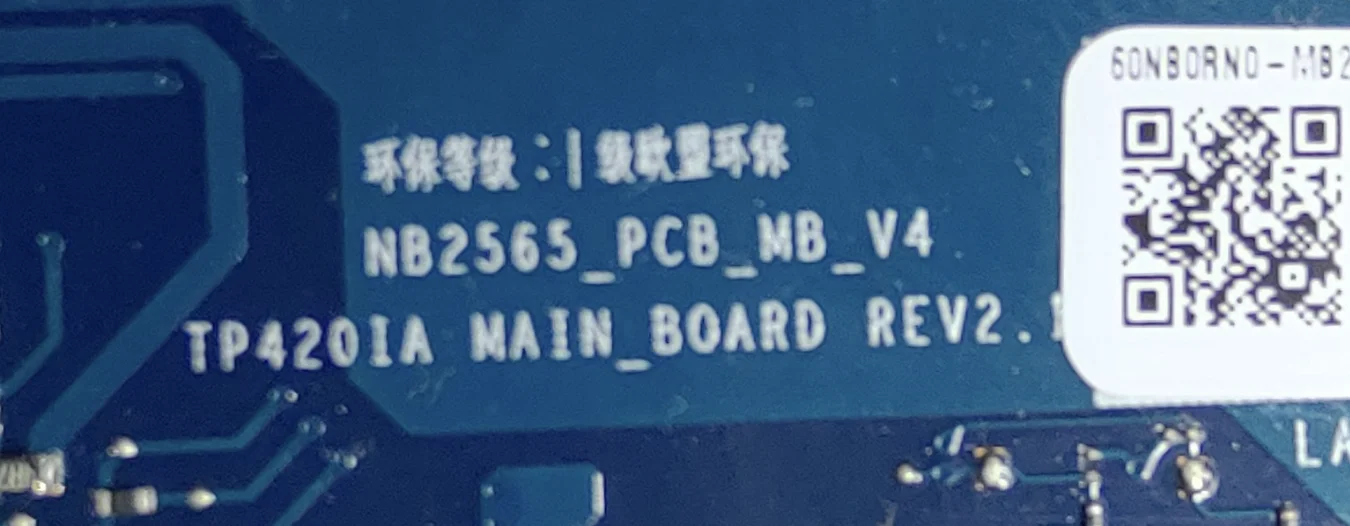 60NB0RN0-MB2
环保等级:|级欧盟环保
NB2565_PCB_MB_V4
TP420IA MAIN_BOARD REV2.
LA